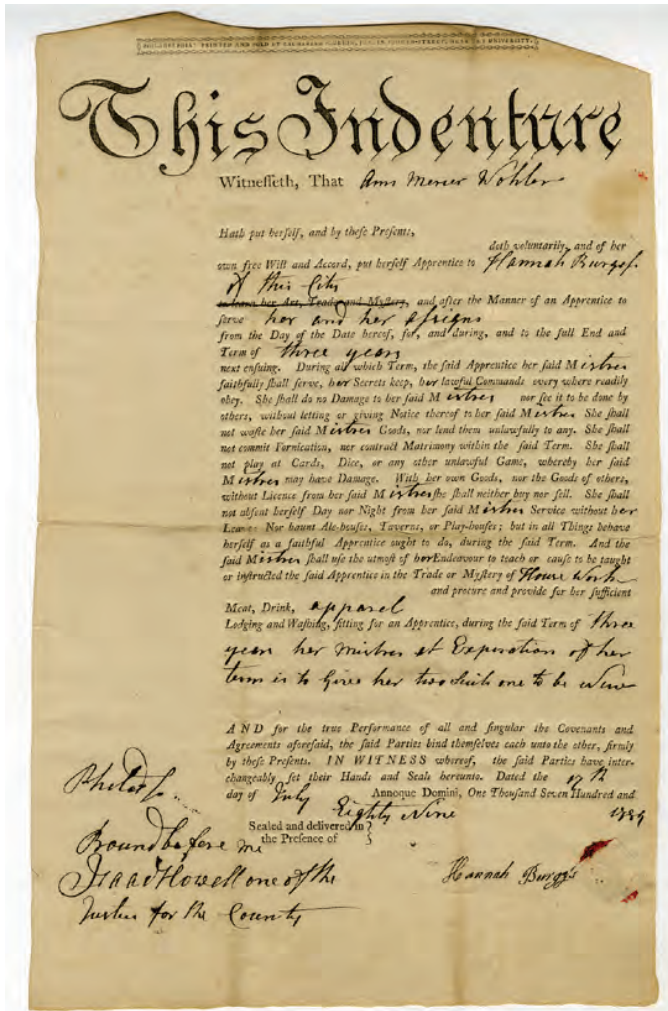 PHILADELPHIA: PRINTED AND SOLD BY
UNIVERSITY.
This Indenture
Witneſſeth, That Ann Mercer Wohler
Hath put herſelf, and by theſe Preſents,
doth voluntarily, and of her
own free Will and Accord, put herſelf Apprentice to Hannah Burgeſs
of this City
to learn her Art, Trade and Myſtery, and after the Manner of an Apprentice to
ſerve her and her aſsigns
from the Day of the Date hereof, for, and during, and to the full End and
Term of three years
next enſuing. During all which Term, the ſaid Apprentice her ſaid Miſtres
faithfully ſhall ſerve, her Secrets keep, her lawful Commands every where readily
obey. She ſhall do no Damage to her ſaid Miſtres nor ſee it to be done by
others, without letting or giving Notice thereof to her ſaid Miſtres She ſhall
not waſte her ſaid Miſtres Goods, nor lend them unlawfully to any. She ſhall
not commit Fornication, nor contract Matrimony within the ſaid Term. She ſhall
not play at Cards, Dice, or any other unlawful Game, whereby her ſaid
Miſtres may have Damage. With her own Goods, nor the Goods of others,
without Licence from her ſaid Miſtres ſhe ſhall neither buy nor ſell. She ſhall
not abſent herſelf Day nor Night from her ſaid Miſtres Service without her
Leave: Nor haunt Ale-houſes, Taverns, or Play-houſes; but in all Things behave
herſelf as a faithful Apprentice ought to do, during the ſaid Term. And the
ſaid Miſtres ſhall uſe the utmoſt of her Endeavour to teach or cauſe to be taught
or inſtructed the ſaid Apprentice in the Trade or Myſtery of House Work
and procure and provide for her ſufficient
Meat, Drink, apparel
Lodging and Waſhing, fitting for an Apprentice, during the ſaid Term of three
years her Mistres at Experation of her
term is to Give her two one to be New
AND for the true Performance of all and ſingular the Covenants and
Agreements aforeſaid, the ſaid Parties bind themſelves each unto the other, firmly
by theſe Preſents. IN WITNESS whereof, the ſaid Parties have inter-
changeably ſet their Hands and Seals hereunto. Dated the 17th
day of July Annoque Domini, One Thouſand Seven Hundred and
Eighty Nine 1789
Sealed and delivered in
the Preſence of
Bound before me
Isaac Howell one of the
Justices for the County
Hannah Burgſs